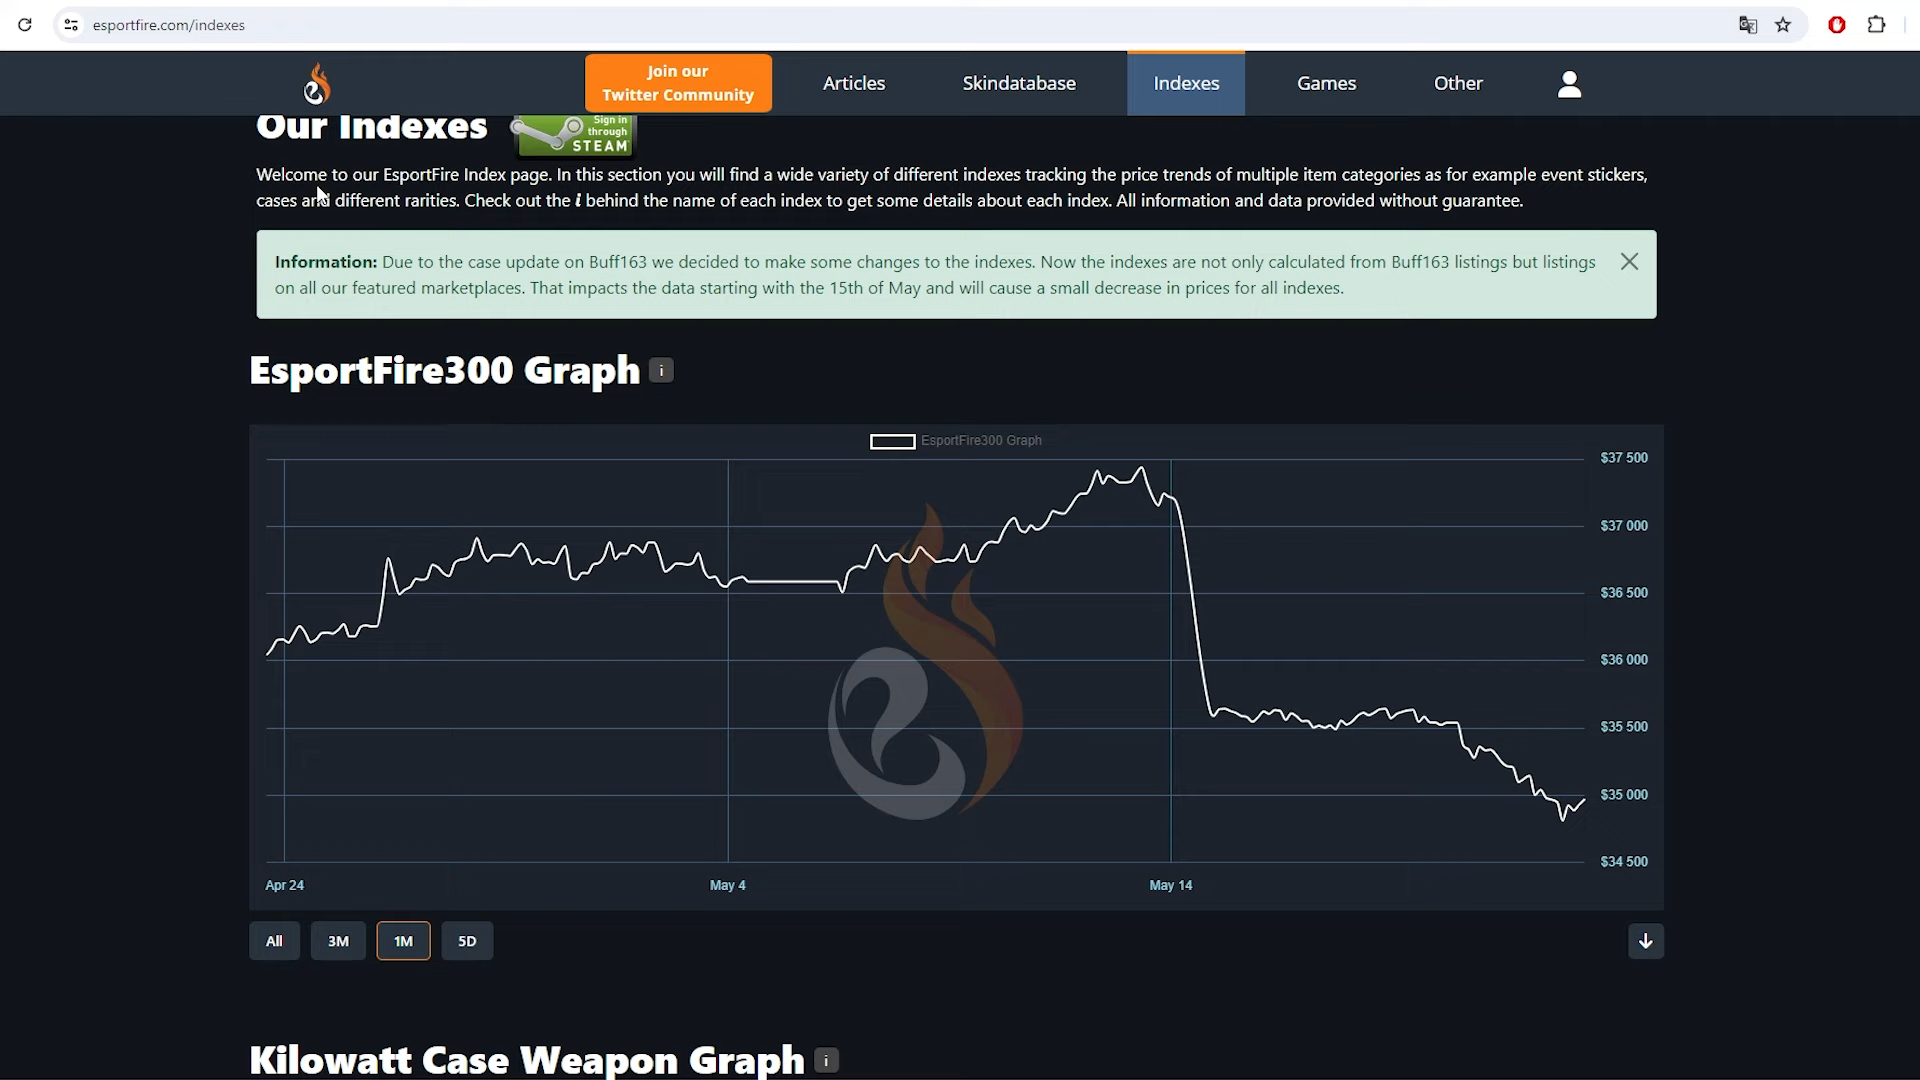 esportfire.com/indexes
Join our
Twitter Community
Articles
Skindatabase
Indexes
Games
Other
Our Indexes
Sign in
through
STEAM
Welcome to our EsportFire Index page. In this section you will find a wide variety of different indexes tracking the price trends of multiple item categories as for example event stickers,
cases and different rarities. Check out the i behind the name of each index to get some details about each index. All information and data provided without guarantee.
Information: Due to the case update on Buff163 we decided to make some changes to the indexes. Now the indexes are not only calculated from Buff163 listings but listings
on all our featured marketplaces. That impacts the data starting with the 15th of May and will cause a small decrease in prices for all indexes.
EsportFire300 Graph i
EsportFire300 Graph
$37 500
$37 000
$36 500
$36 000
$35 500
$35 000
$34 500
Apr 24
May 4
May 14
All
3M
1M
5D
Kilowatt Case Weapon Graph i